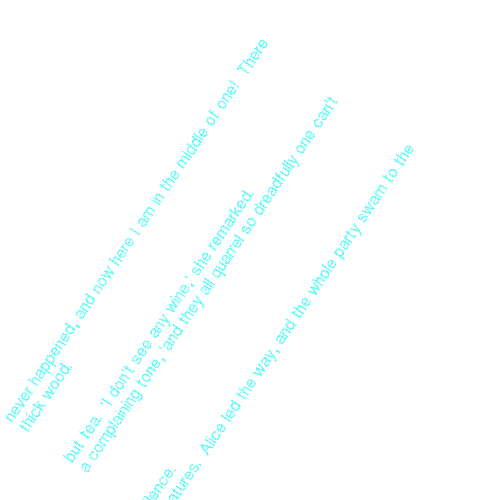 never happened, and now here I am in the middle of one!  There
thick wood.
but tea.  'I don't see any wine,' she remarked.
a complaining tone, 'and they all quarrel so dreadfully one can't
Alice led the way, and the whole party swam to the